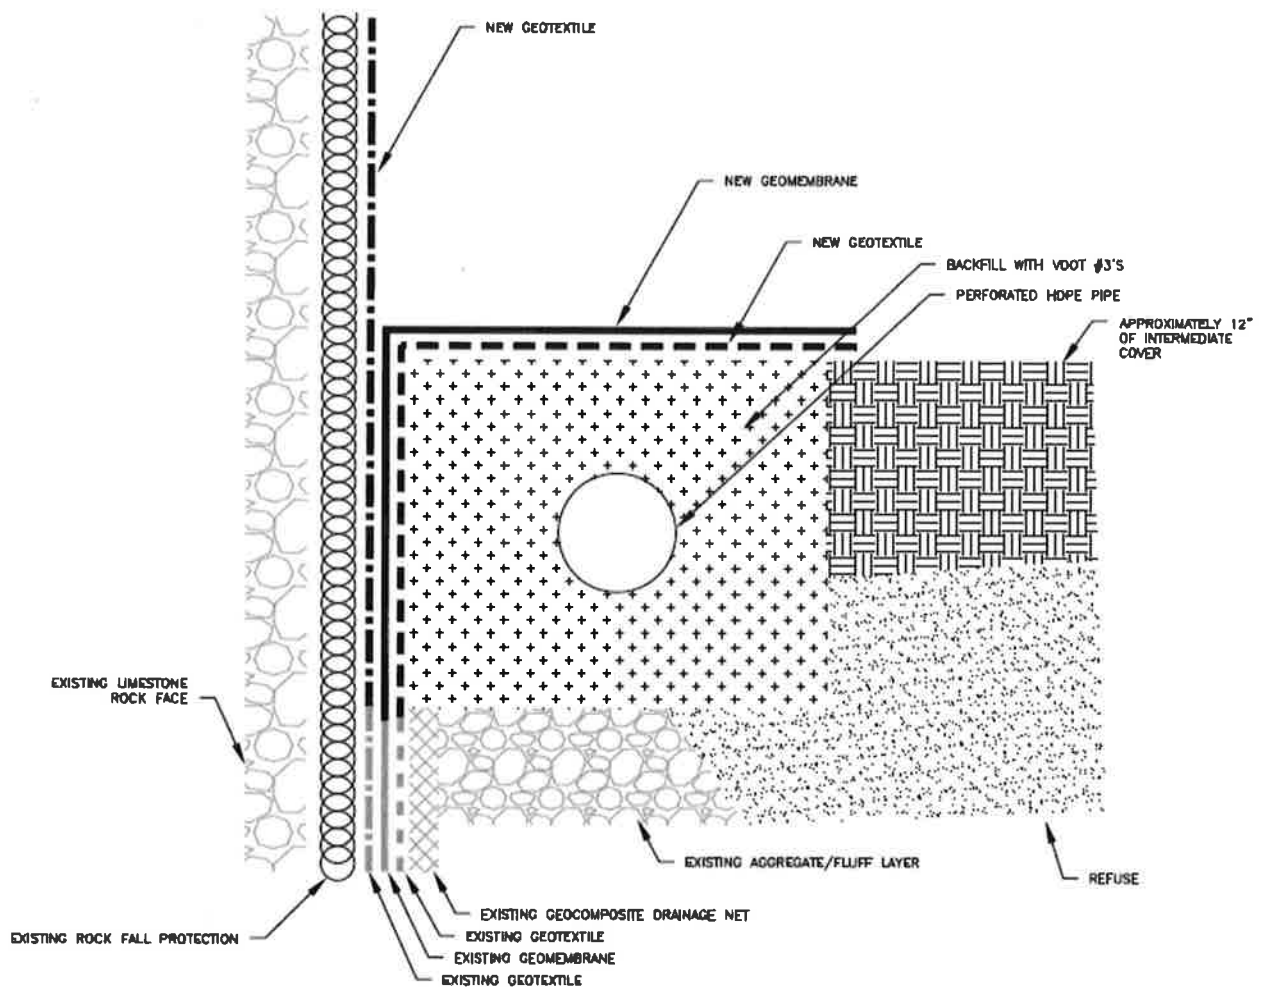 NEW GEOTEXTILE
NEW GEOMEMBRANE
NEW GEOTEXTILE
BACKFILL WITH VDOT #3'S
PERFORATED HDPE PIPE
APPROXIMATELY 12"
OF INTERMEDIATE
COVER
EXISTING LIMESTONE
ROCK FACE
EXISTING AGGREGATE/FLUFF LAYER
REFUSE
EXISTING GEOCOMPOSITE DRAINAGE NET
EXISTING ROCK FALL PROTECTION
EXISTING GEOTEXTILE
EXISTING GEOMEMBRANE
EXISTING GEOTEXTILE